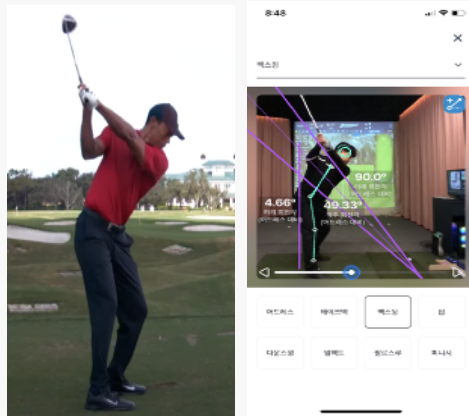 8:48
백스윙
90.0°
4.66°
49.33°
어드레스
테이크백
백스윙
탑
다운스윙
임팩트
팔로스루
피니시